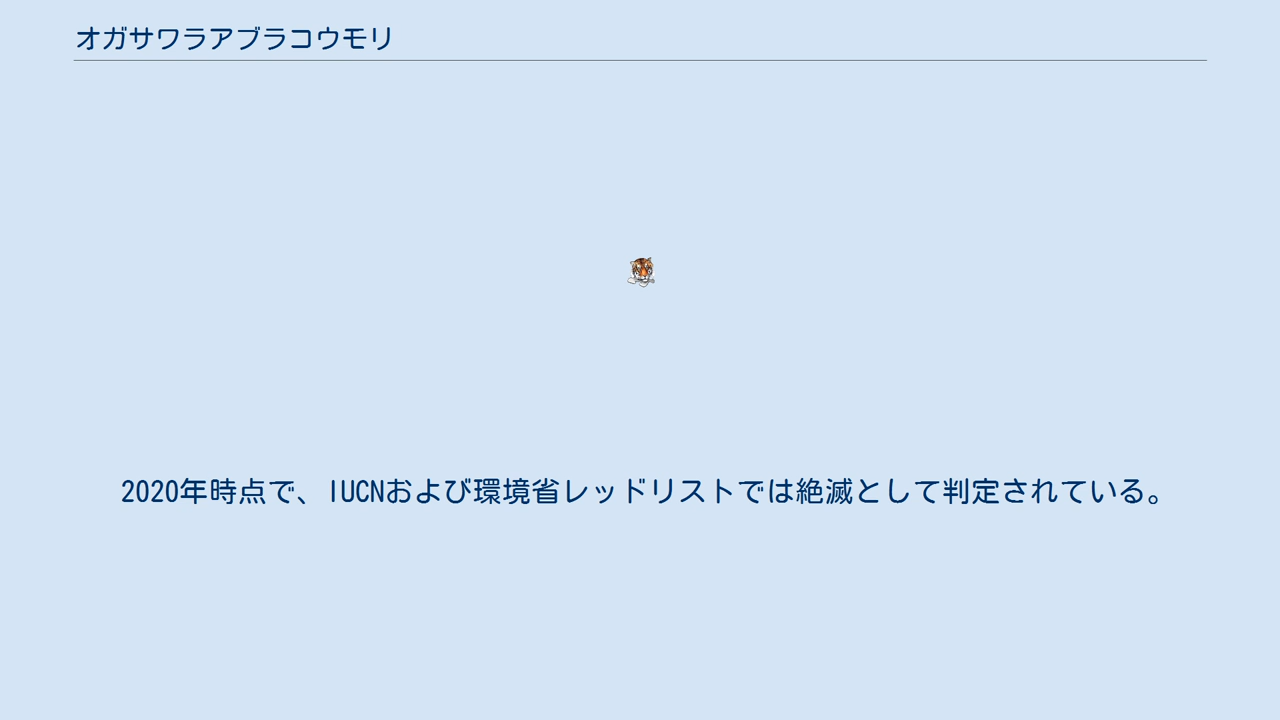 オガサワラアブラコウモリ
2020年時点で、IUCNおよび環境省レッドリストでは絶滅として判定されている。